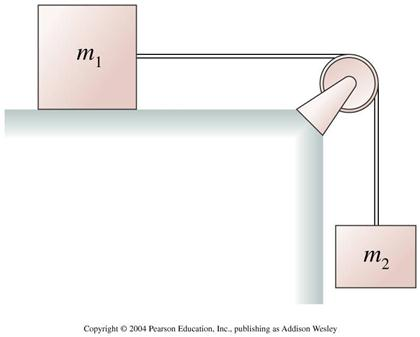 m1
m2
Copyright © 2004 Pearson Education, Inc., publishing as Addison Wesley